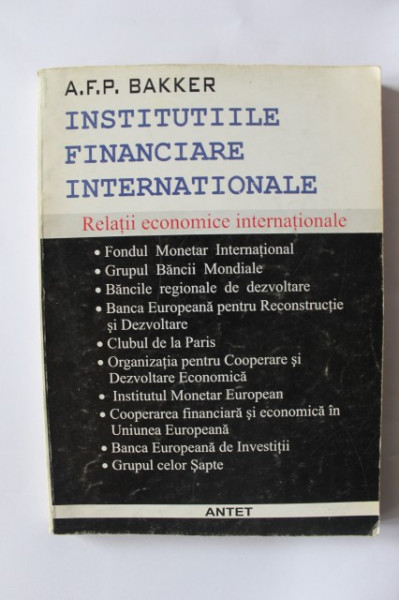 A.F.P. BAKKER
INSTITUTIILE
FINANCIARE
INTERNATIONALE
Relații economice internaționale
• Fondul Monetar Internațional
• Grupul Băncii Mondiale
• Băncile regionale de dezvoltare
• Banca Europeană pentru Reconstrucție
și Dezvoltare
• Clubul de la Paris
• Organizația pentru Cooperare și
Dezvoltare Economică
• Institutul Monetar European
• Cooperarea financiară și economică în
Uniunea Europeană
• Banca Europeană de Investiții
• Grupul celor Șapte
ANTET